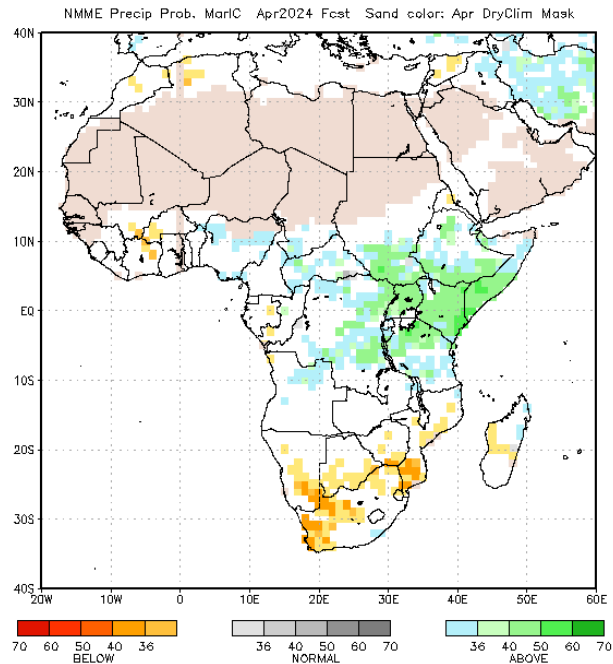 NMME Precip Prob. MarIC Apr2024 Fcst Sand color: Apr DryClim Mask
40N
30N
20N
10N
EQ
10S
20S
30S
40S
20W 10W 0 10E 20E 30E 40E 50E 60E
70 60 50 40 36
36 40 50 60 70
36 40 50 60 70
BELOW NORMAL ABOVE